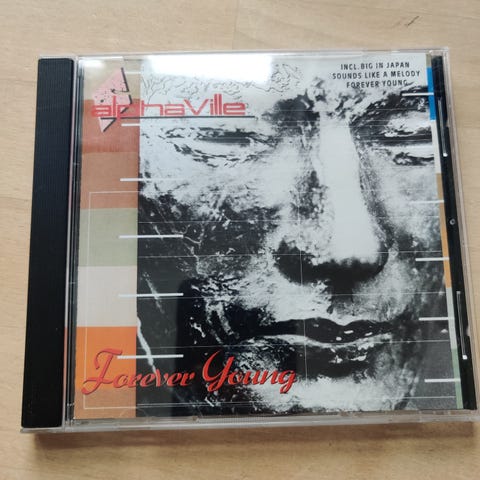 INCL. BIG IN JAPAN
SOUNDS LIKE A MELODY
FOREVER YOUNG
alphaville
Forever Young